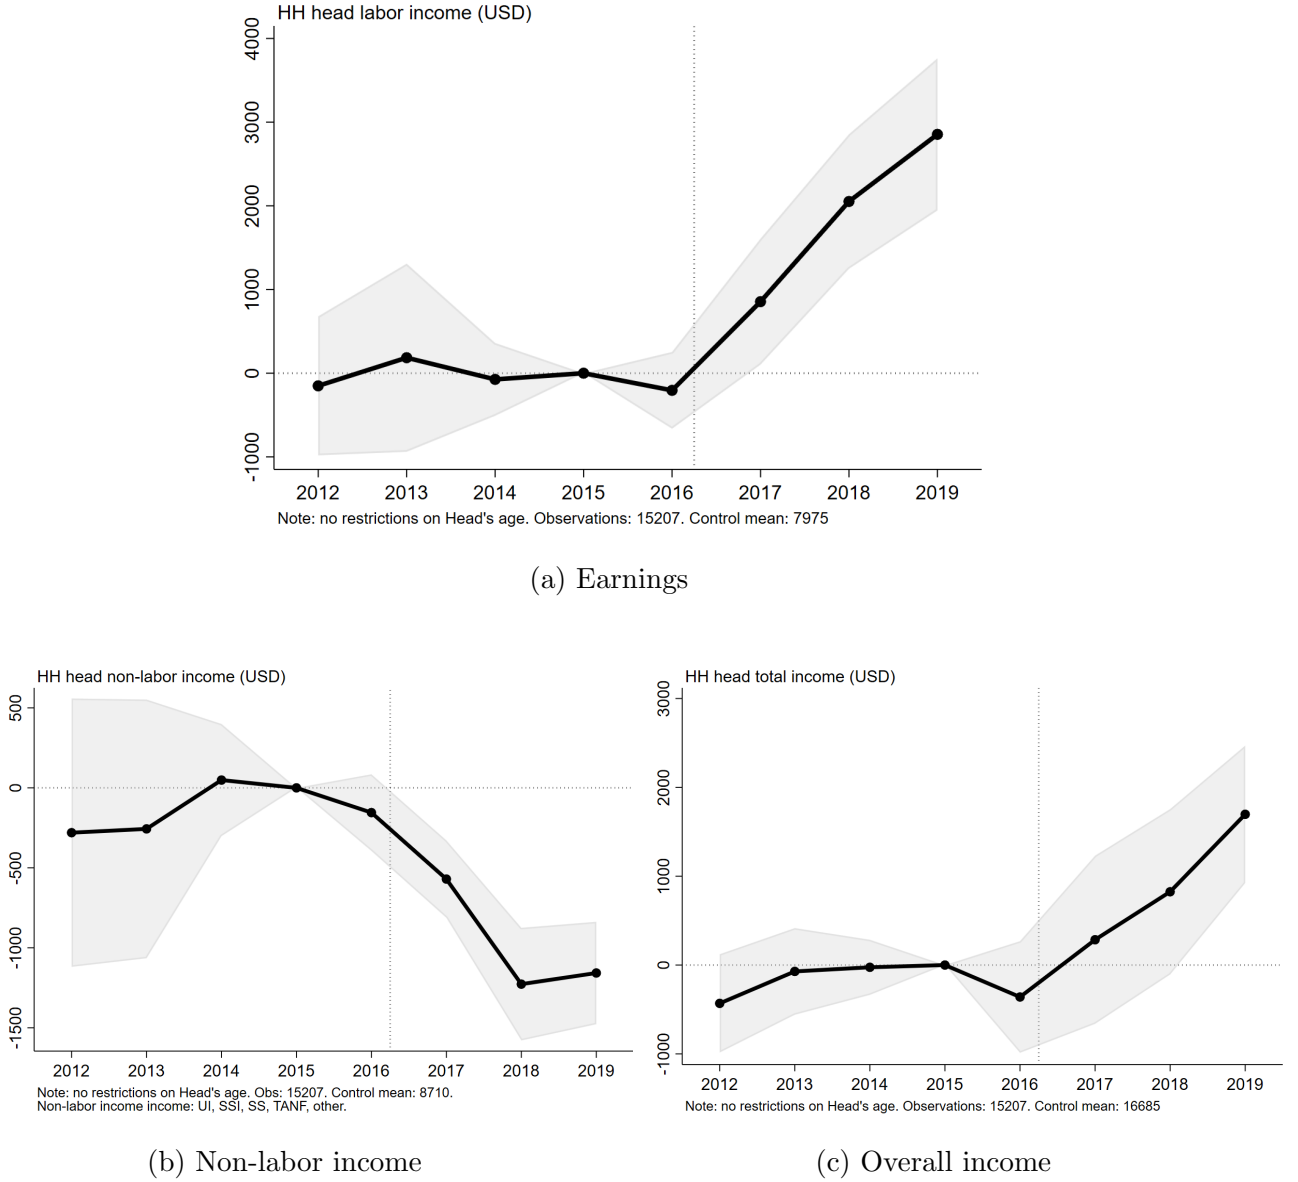 HH head labor income (USD)
4000
3000
2000
1000
0
-1000
2012 2013 2014 2015 2016 2017 2018 2019
Note: no restrictions on Head's age. Observations: 15207. Control mean: 7975
(a) Earnings
HH head non-labor income (USD)
500
0
-500
-1000
-1500
2012 2013 2014 2015 2016 2017 2018 2019
Note: no restrictions on Head's age. Obs: 15207. Control mean: 8710.
Non-labor income income: UI, SSI, SS, TANF, other.
(b) Non-labor income
HH head total income (USD)
3000
2000
1000
0
-1000
2012 2013 2014 2015 2016 2017 2018 2019
Note: no restrictions on Head's age. Observations: 15207. Control mean: 16685
(c) Overall income